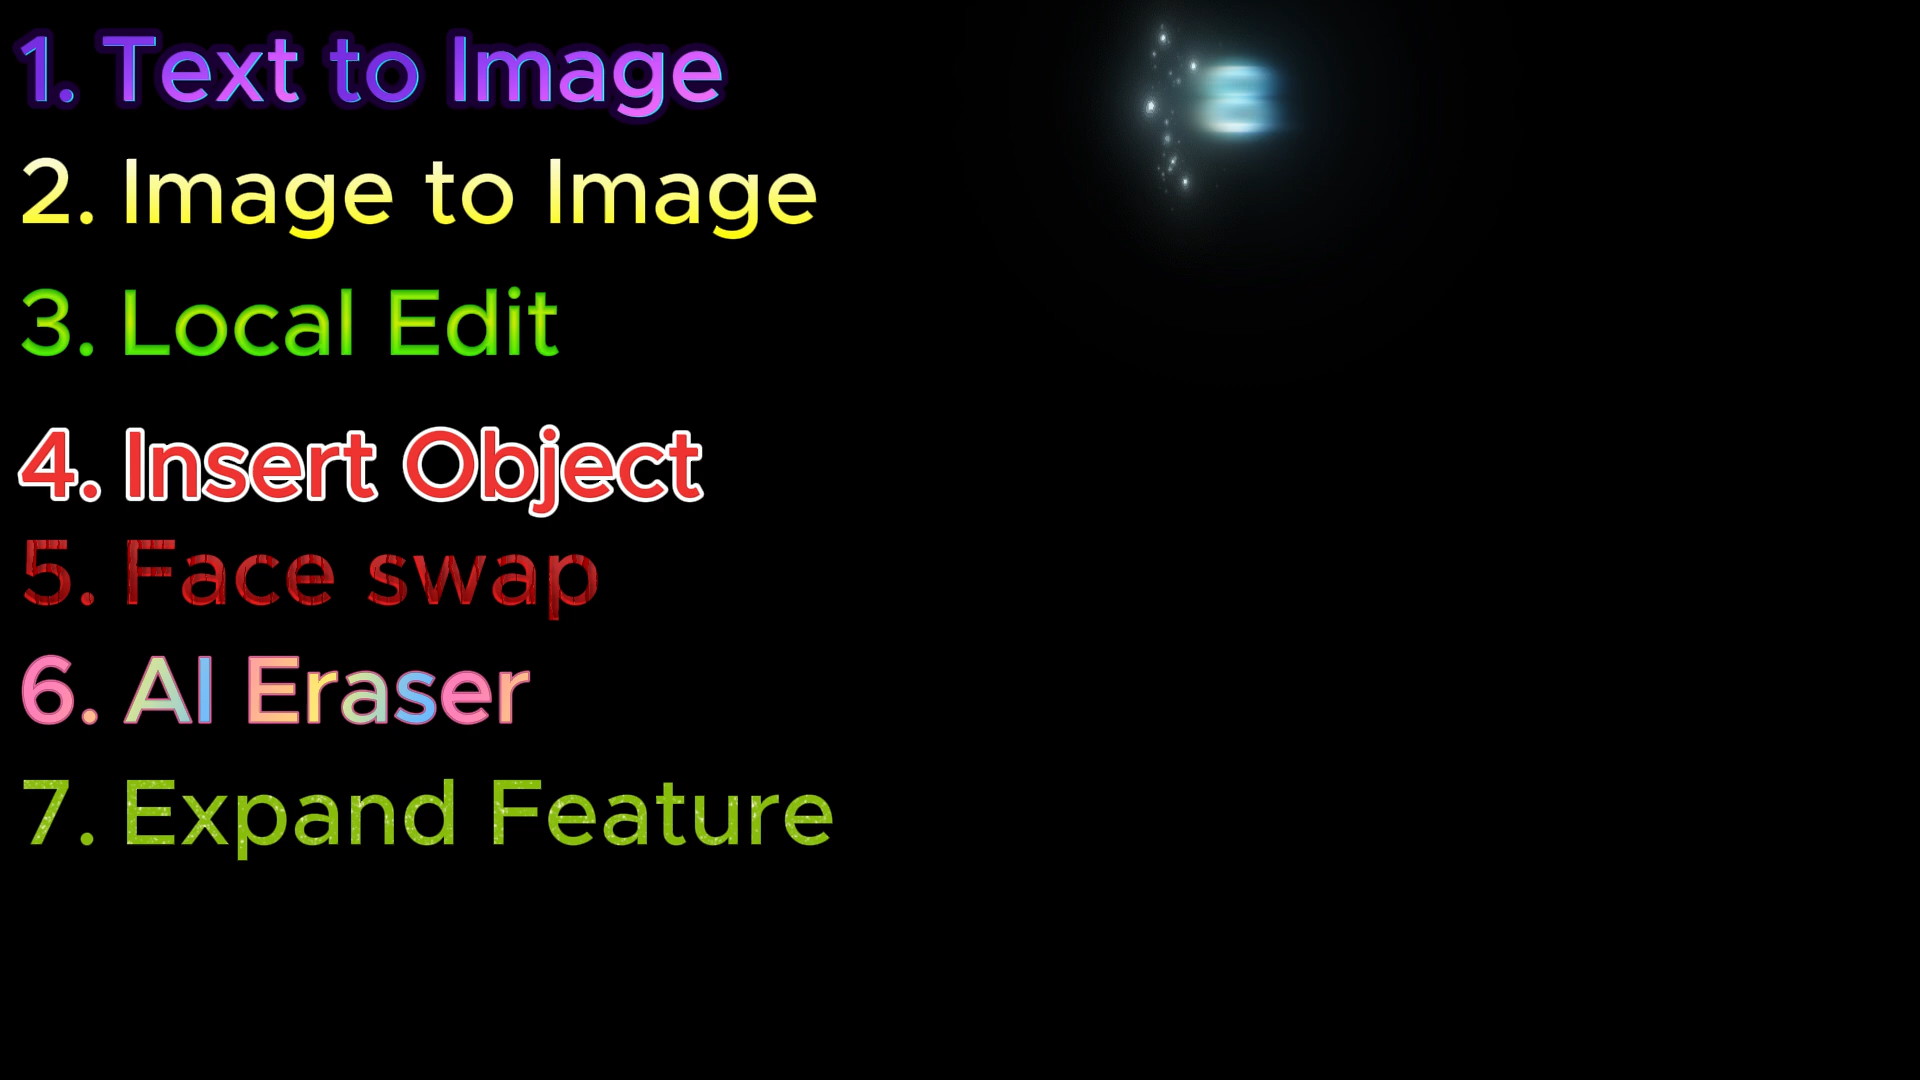 1. Text to Image
2. Image to Image
3. Local Edit
4. Insert Object
5. Face swap
6. AI Eraser
7. Expand Feature